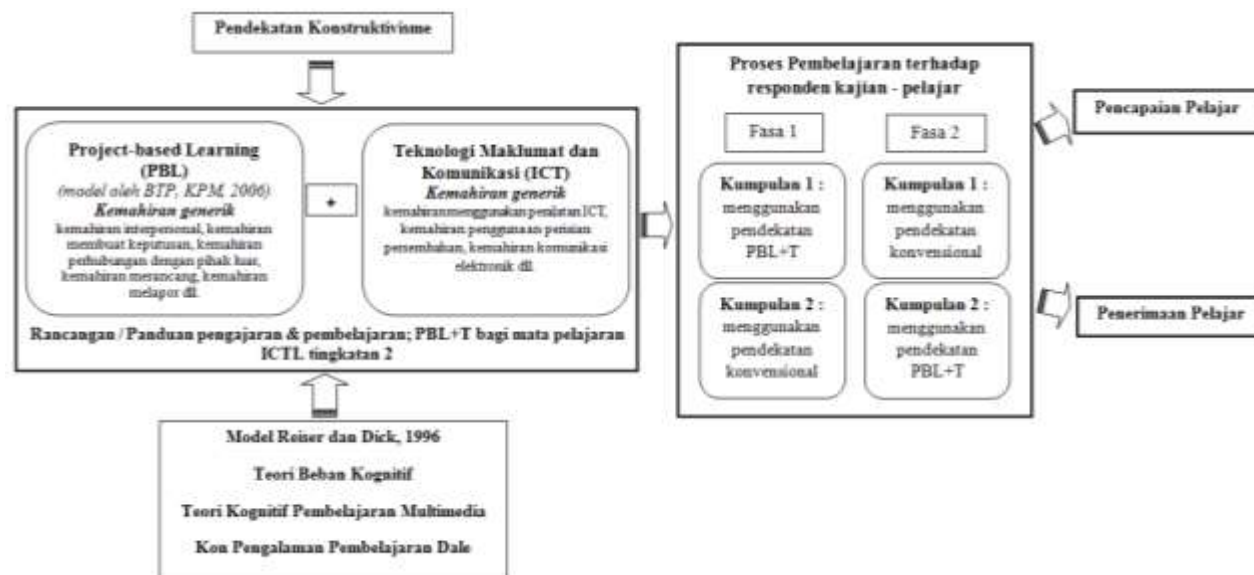 Pendekatan Konstruktivisme
Project-based Learning
(PBL)
(model oleh BTP, KPM, 2006)
Kemahiran generik
kemahiran interpersonal, kemahiran
membuat keputusan, kemahiran
perhubungan dengan pihak luar,
kemahiran merancang, kemahiran
melapor dll.
+
Teknologi Maklumat dan
Komunikasi (ICT)
Kemahiran generik
kemahiran menggunakan peralatan ICT,
kemahiran penggunaan perisian
persembahan, kemahiran komunikasi
elektronik dll.
Rancangan / Panduan pengajaran & pembelajaran; PBL+T bagi mata pelajaran
ICTL tingkatan 2
Model Reiser dan Dick, 1996
Teori Beban Kognitif
Teori Kognitif Pembelajaran Multimedia
Kon Pengalaman Pembelajaran Dale
Proses Pembelajaran terhadap
responden kajian - pelajar
Fasa 1
Kumpulan 1 :
menggunakan
pendekatan
PBL+T
Kumpulan 2 :
menggunakan
pendekatan
konvensional
Fasa 2
Kumpulan 1 :
menggunakan
pendekatan
konvensional
Kumpulan 2 :
menggunakan
pendekatan
PBL+T
Pencapaian Pelajar
Penerimaan Pelajar